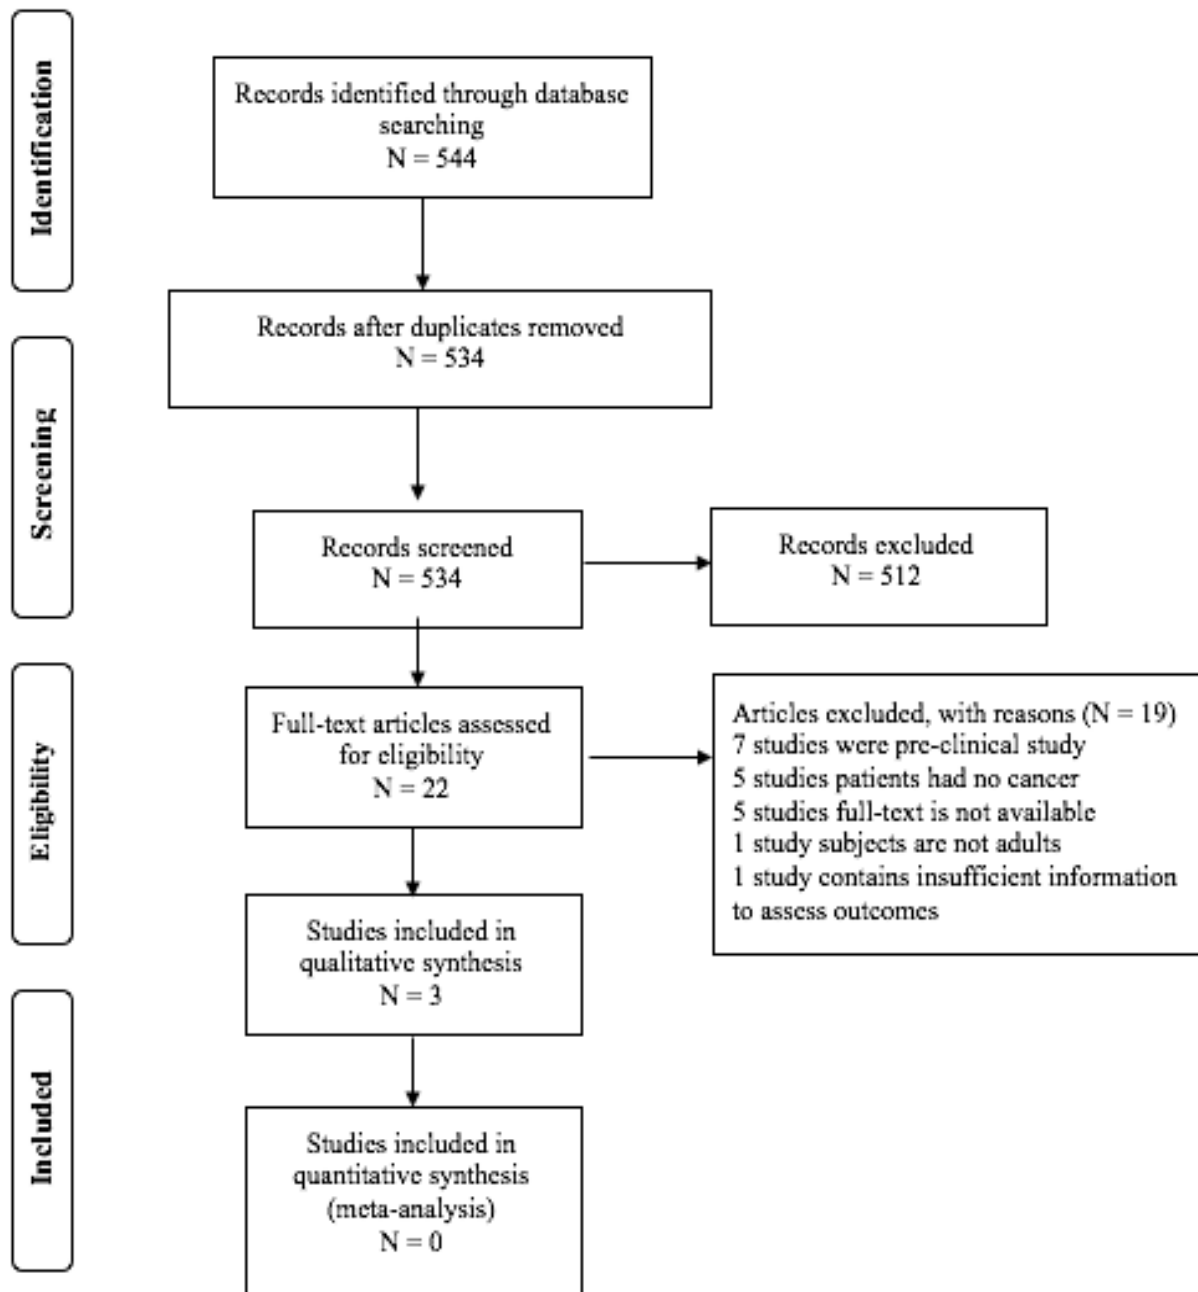 Identification
Records identified through database
searching
N = 544
Records after duplicates removed
N = 534
Screening
Records screened
N = 534
Records excluded
N = 512
Eligibility
Full-text articles assessed
for eligibility
N = 22
Articles excluded, with reasons (N = 19)
7 studies were pre-clinical study
5 studies patients had no cancer
5 studies full-text is not available
1 study subjects are not adults
1 study contains insufficient information
to assess outcomes
Studies included in
qualitative synthesis
N = 3
Included
Studies included in
quantitative synthesis
(meta-analysis)
N = 0